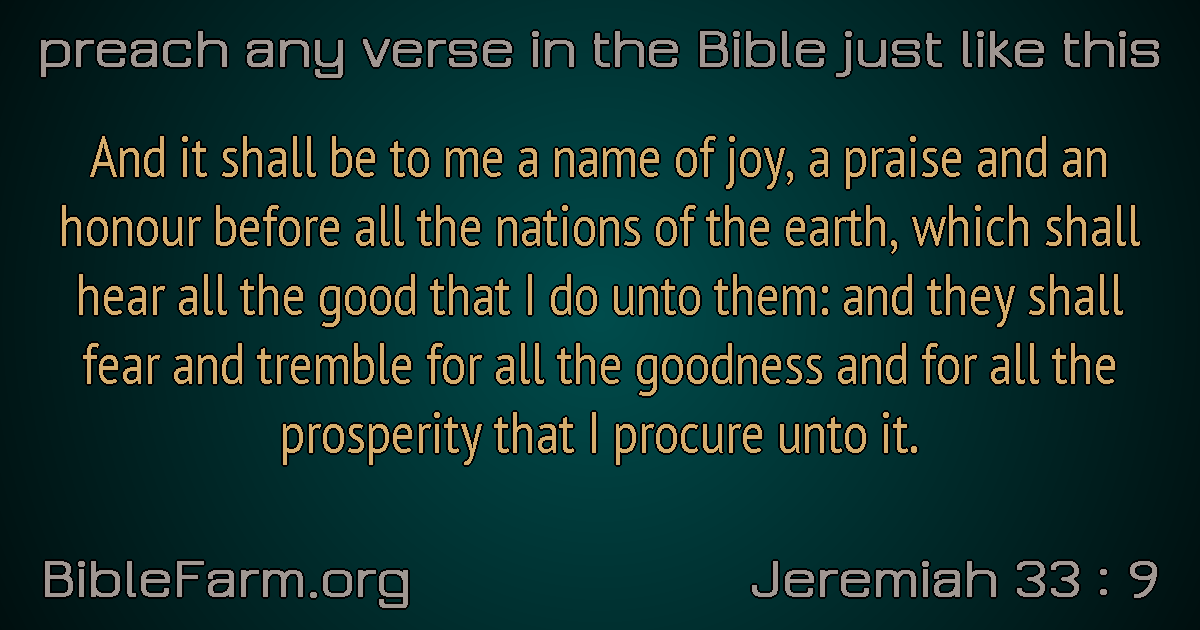 preach any verse in the Bible just like this
And it shall be to me a name of joy, a praise and an
honour before all the nations of the earth, which shall
hear all the good that I do unto them: and they shall
fear and tremble for all the goodness and for all the
prosperity that I procure unto it.
BibleFarm.org
Jeremiah 33 : 9